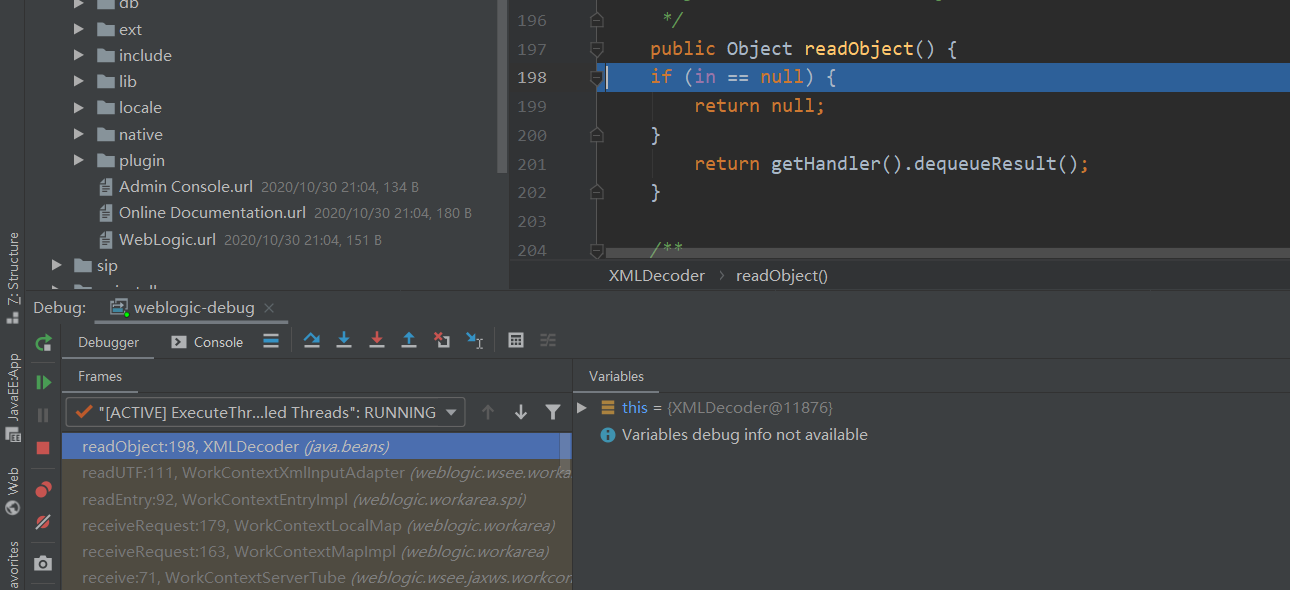 db
ext
include
lib
locale
native
plugin
Admin Console.url 2020/10/30 21:04, 134 B
Online Documentation.url 2020/10/30 21:04, 180 B
WebLogic.url 2020/10/30 21:04, 151 B
sip
196 */
197 public Object readObject() {
198 if (in == null) {
199 return null;
200 }
201 return getHandler().dequeueResult();
202 }
203
204 /**
XMLDecoder › readObject()
Z: Structure
JavaEE:App
Web
avorites
Debug: weblogic-debug
Debugger Console
Frames
"[ACTIVE] ExecuteThr...led Threads": RUNNING
readObject:198, XMLDecoder (java.beans)
readUTF:111, WorkContextXmlInputAdapter (weblogic.wsee.worka
readEntry:92, WorkContextEntryImpl (weblogic.workarea.spi)
receiveRequest:179, WorkContextLocalMap (weblogic.workarea)
receiveRequest:163, WorkContextMapImpl (weblogic.workarea)
receive:71, WorkContextServerTube (weblogic.wsee.jaxws.workcon
Variables
this = {XMLDecoder@11876}
Variables debug info not available